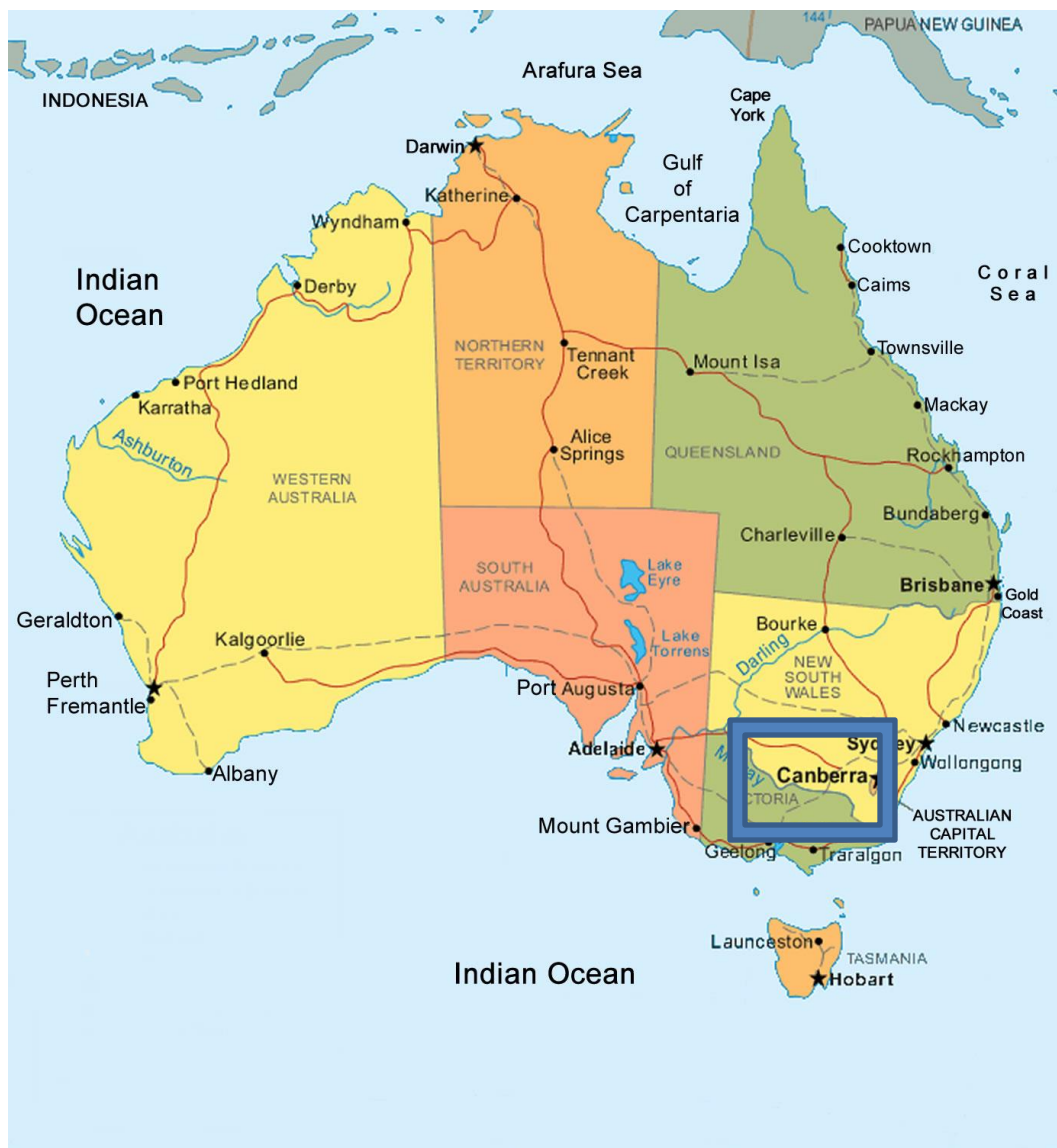 144
PAPUA NEW GUINEA
Arafura Sea
INDONESIA
Cape
York
Darwin
Gulf
of
Carpentaria
Katherine
Wyndham
Cooktown
Indian
Ocean
Coral
Sea
Derby
Cairns
NORTHERN
TERRITORY
Tennant
Creek
Townsville
Mount Isa
Port Hedland
Karratha
Mackay
Ashburton
Alice
Springs
QUEENSLAND
Rockhampton
WESTERN
AUSTRALIA
Bundaberg
Charleville
SOUTH
AUSTRALIA
Lake
Eyre
Brisbane
Gold
Coast
Geraldton
Bourke
Kalgoorlie
Lake
Torrens
Darling
NEW
SOUTH
WALES
Perth
Fremantle
Port Augusta
Newcastle
Adelaide
Sydney
Wollongong
Albany
Canberra
CTORIA
AUSTRALIAN
CAPITAL
TERRITORY
Mount Gambier
Geelong
Traralgon
Launceston
TASMANIA
Hobart
Indian Ocean